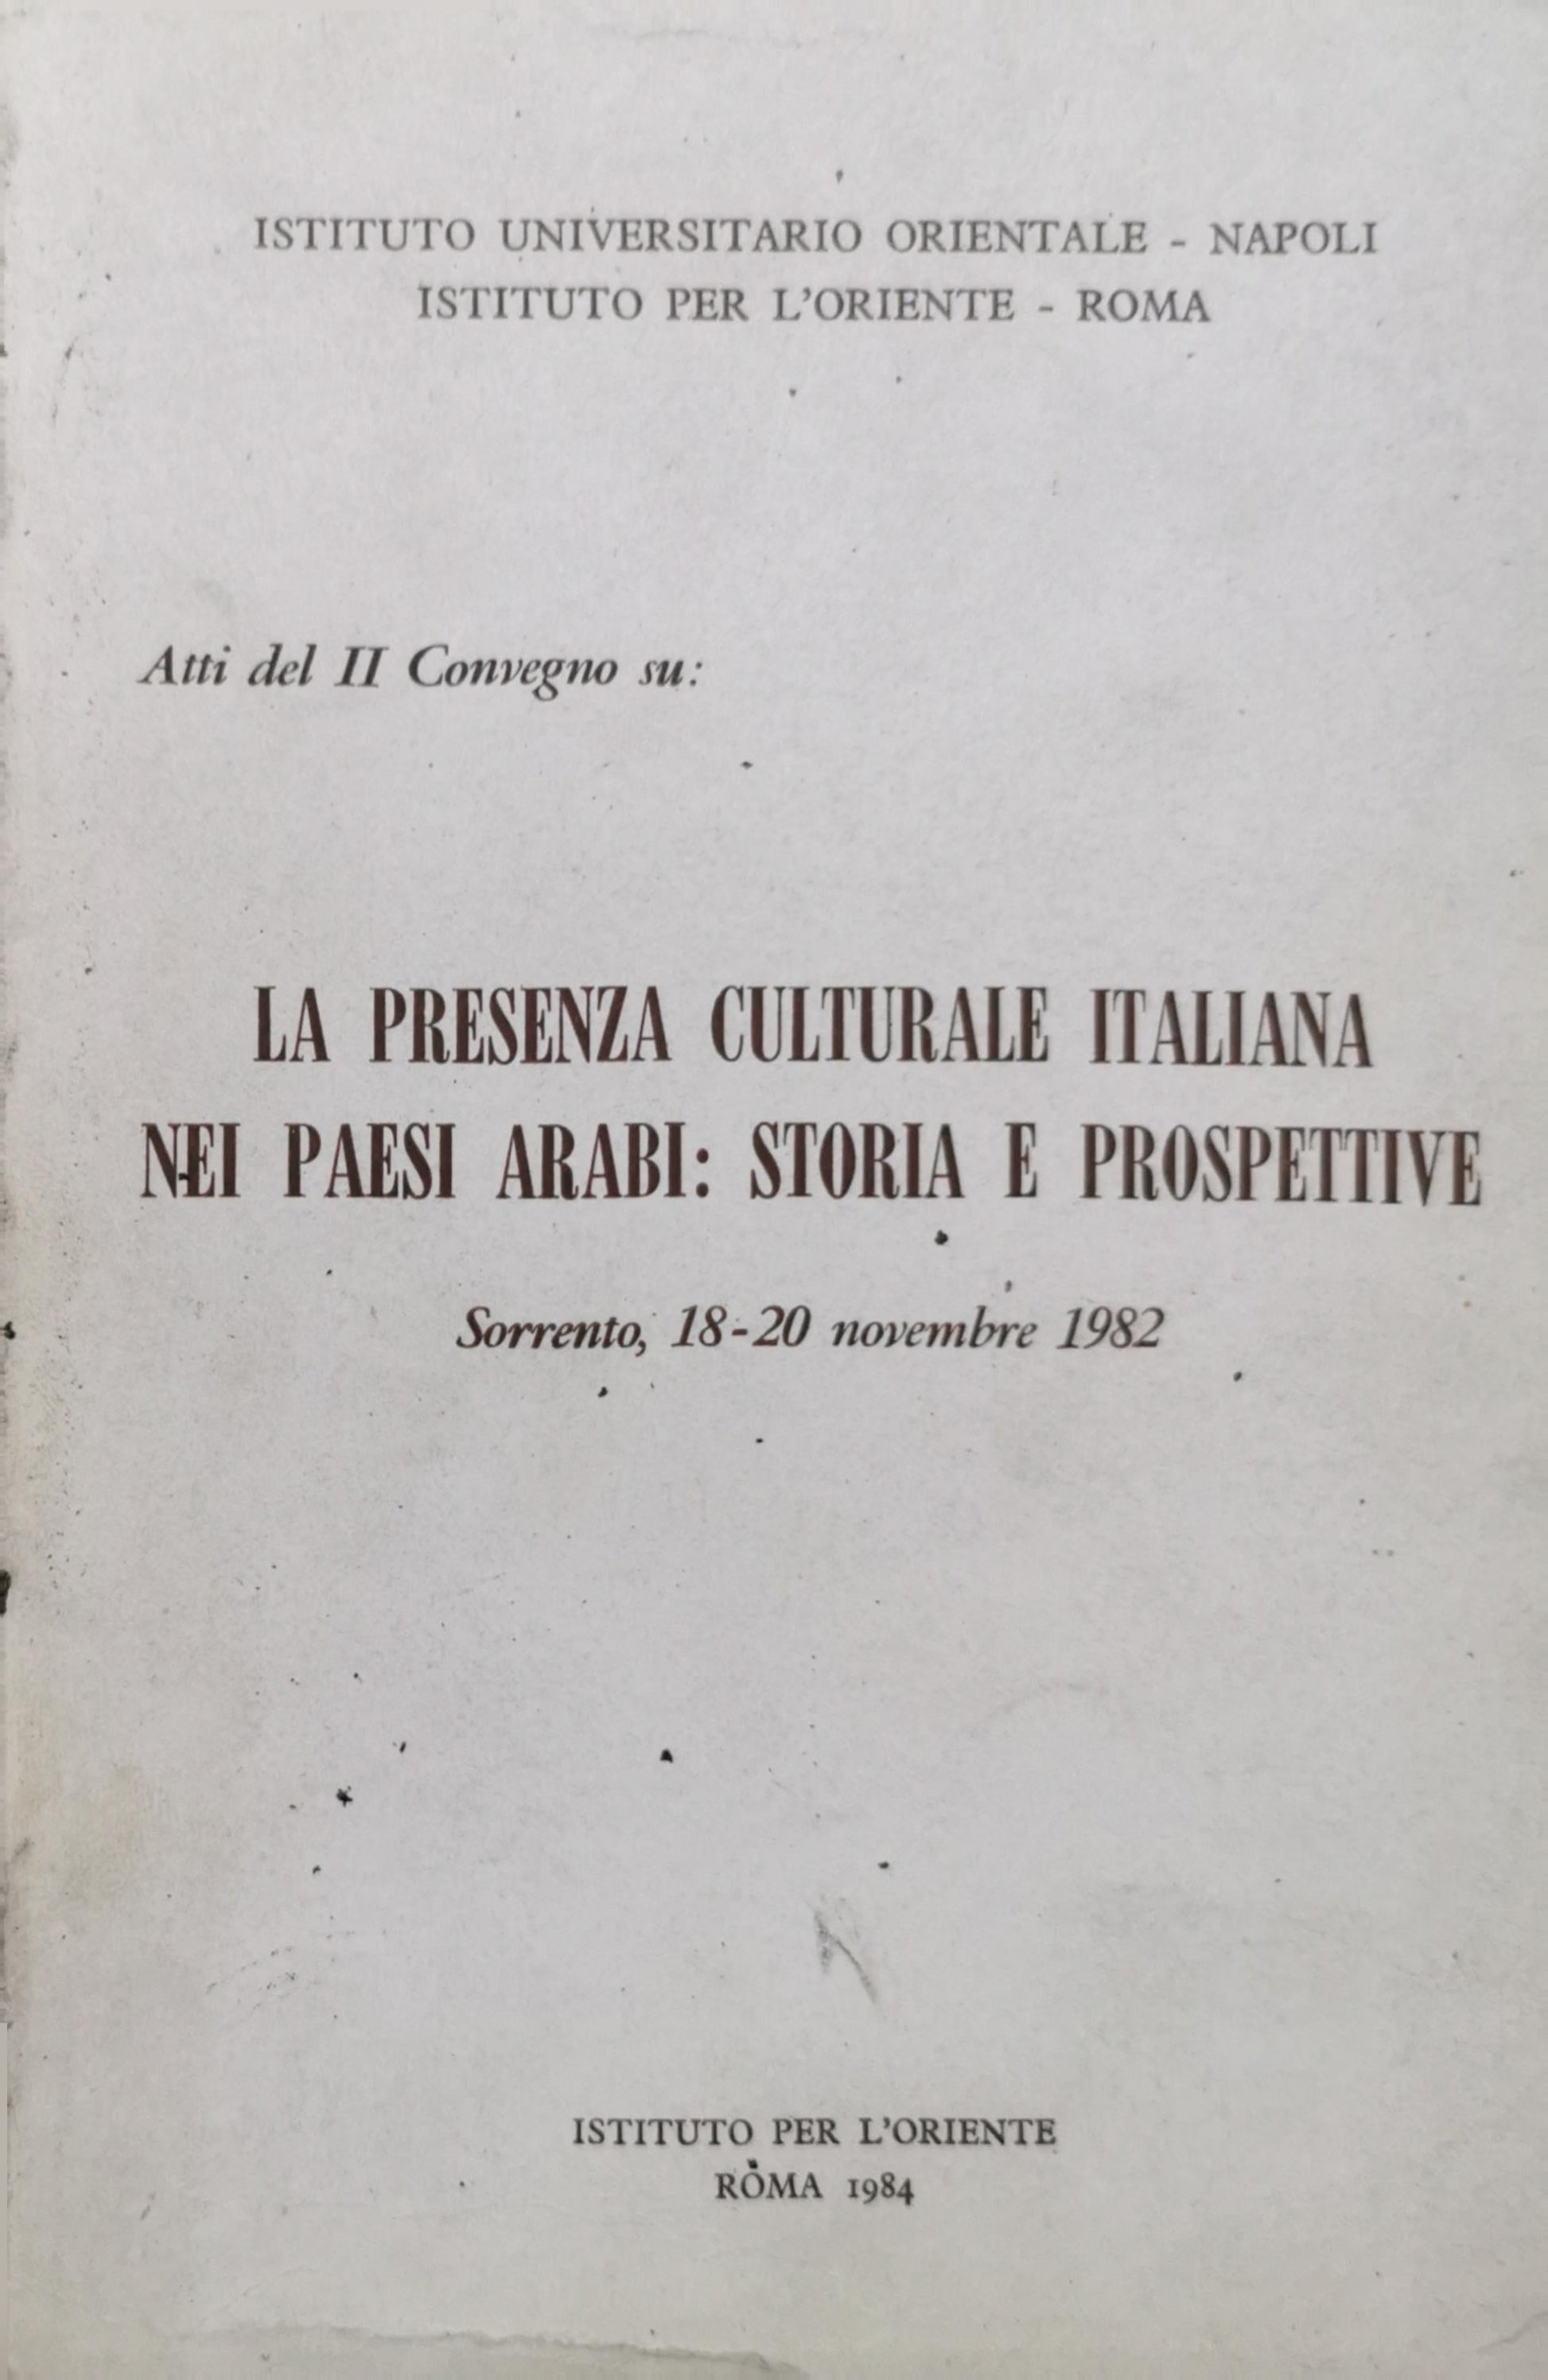 ISTITUTO UNIVERSITARIO ORIENTALE - NAPOLI
ISTITUTO PER L'ORIENTE - ROMA
Atti del II Convegno su:
LA PRESENZA CULTURALE ITALIANA
NEI PAESI ARABI: STORIA E PROSPETTIVE
Sorrento, 18-20 novembre 1982
ISTITUTO PER L'ORIENTE
ROMA 1984